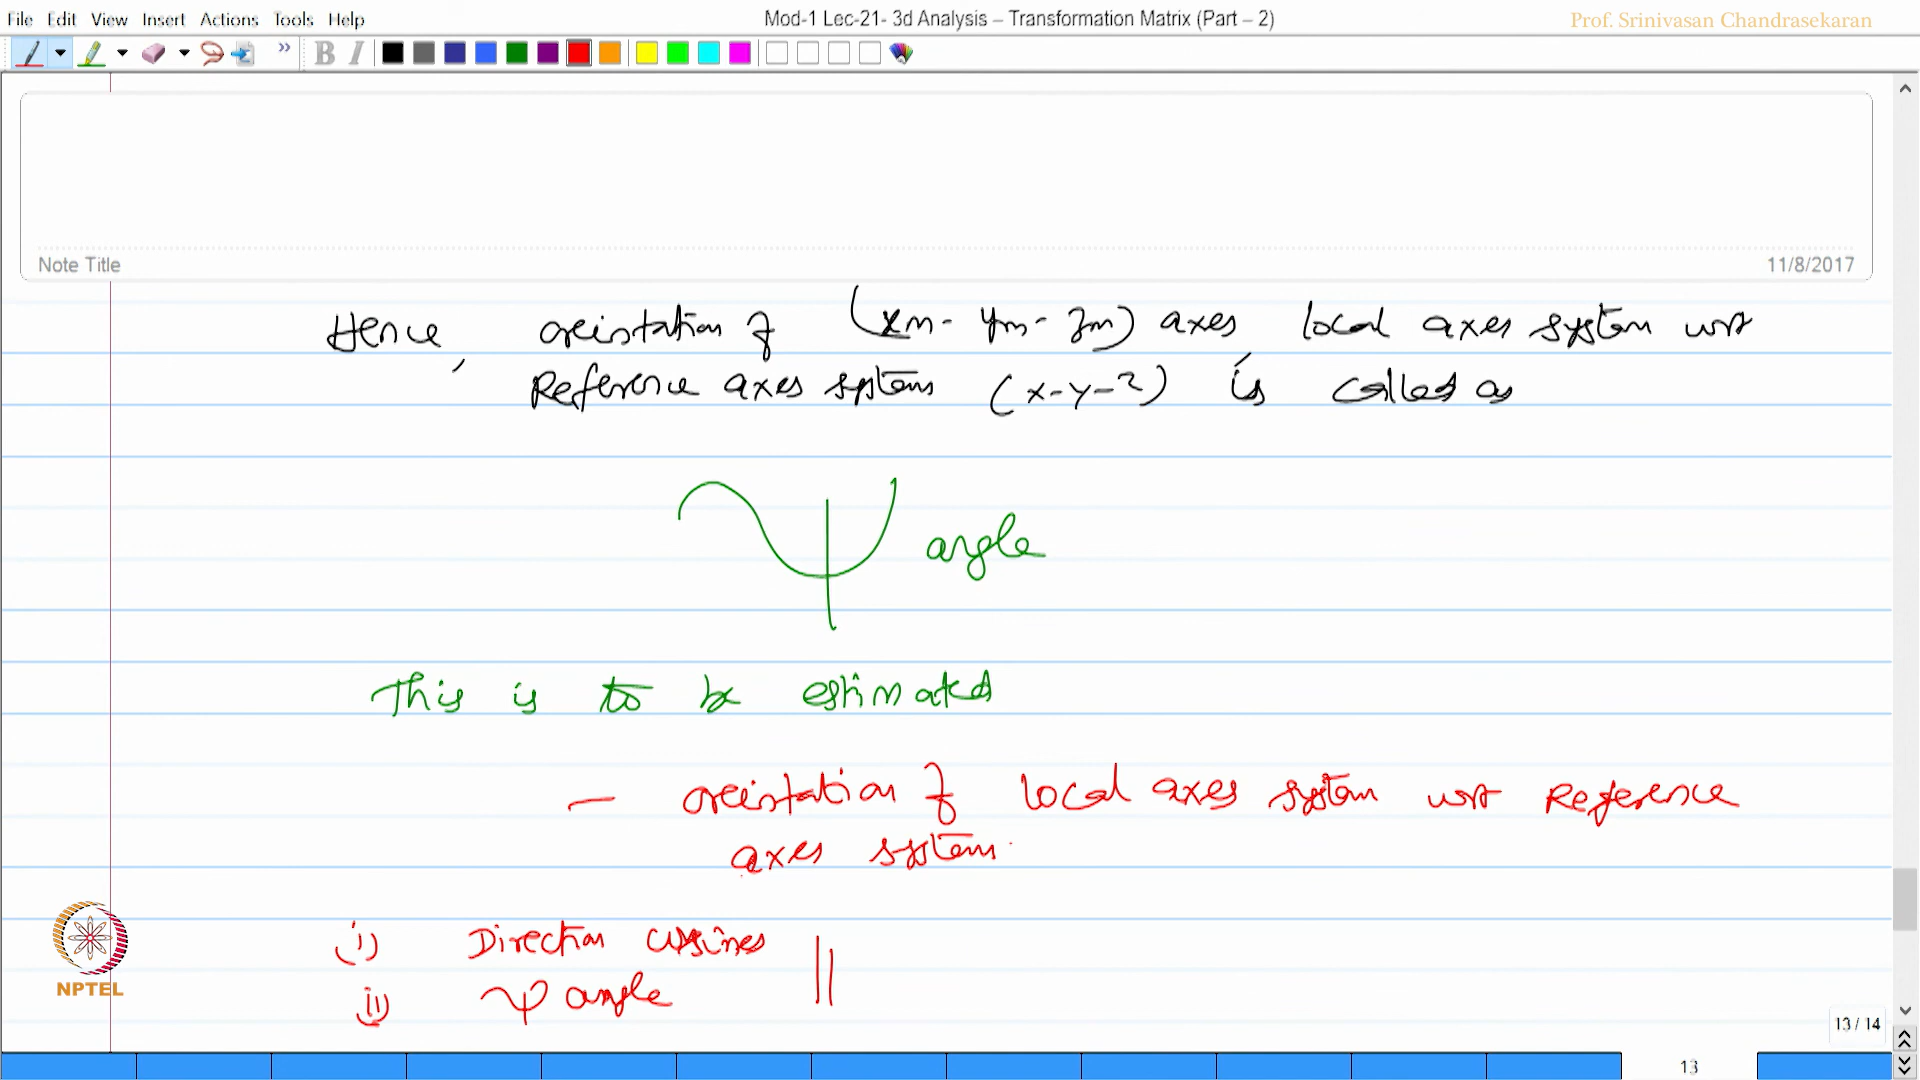 File Edit View Insert Actions Tools Help
Mod-1 Lec-21- 3d Analysis – Transformation Matrix (Part – 2)
Prof. Srinivasan Chandrasekaran
B I
Note Title
11/8/2017
Hence, orientation of (xm - ym - zm) axes, local axes system wrt
Reference axes system (x-y-z) is called as
ψ angle
This is to be estimated
— orientation of local axes system wrt Reference
axes system.
(i) Direction cosines
(ii) ψ angle
NPTEL
13 / 14
13